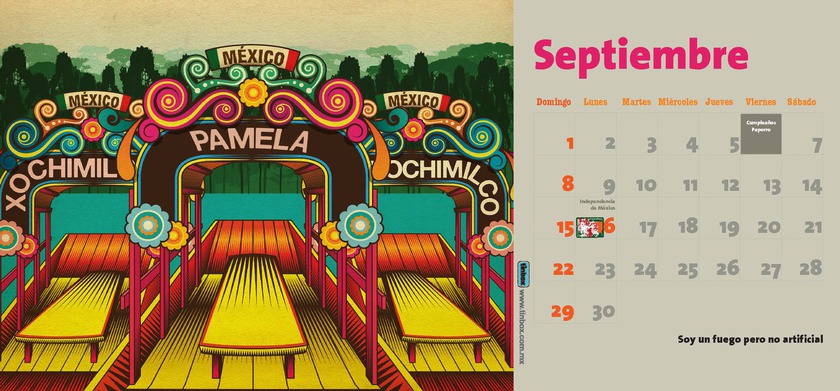 MÉXICO
MÉXICO
MÉXICO
XOCHIMIL
PAMELA
OCHIMILCO
Septiembre
Domingo Lunes Martes Miércoles Jueves Viernes Sábado
Cumpleaños
Paporro
1 2 3 4 5 7
8 9 10 11 12 13 14
Independencia
de México
15 6 17 18 19 20 21
22 23 24 25 26 27 28
29 30
tinbox www.tinbox.com.mx
Soy un fuego pero no artificial